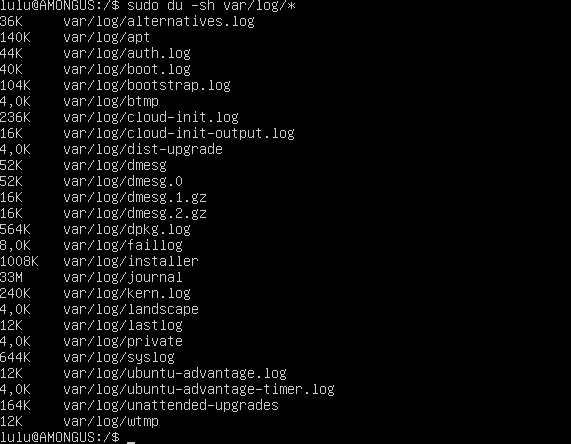 lulu@AMONGUS:/$ sudo du -sh var/log/*
36K var/log/alternatives.log
140K var/log/apt
44K var/log/auth.log
40K var/log/boot.log
104K var/log/bootstrap.log
4,0K var/log/btmp
236K var/log/cloud-init.log
16K var/log/cloud-init-output.log
4,0K var/log/dist-upgrade
52K var/log/dmesg
52K var/log/dmesg.0
16K var/log/dmesg.1.gz
16K var/log/dmesg.2.gz
564K var/log/dpkg.log
8,0K var/log/faillog
1008K var/log/installer
33M var/log/journal
240K var/log/kern.log
4,0K var/log/landscape
12K var/log/lastlog
4,0K var/log/private
644K var/log/syslog
12K var/log/ubuntu-advantage.log
4,0K var/log/ubuntu-advantage-timer.log
164K var/log/unattended-upgrades
12K var/log/wtmp
lulu@AMONGUS:/$ _